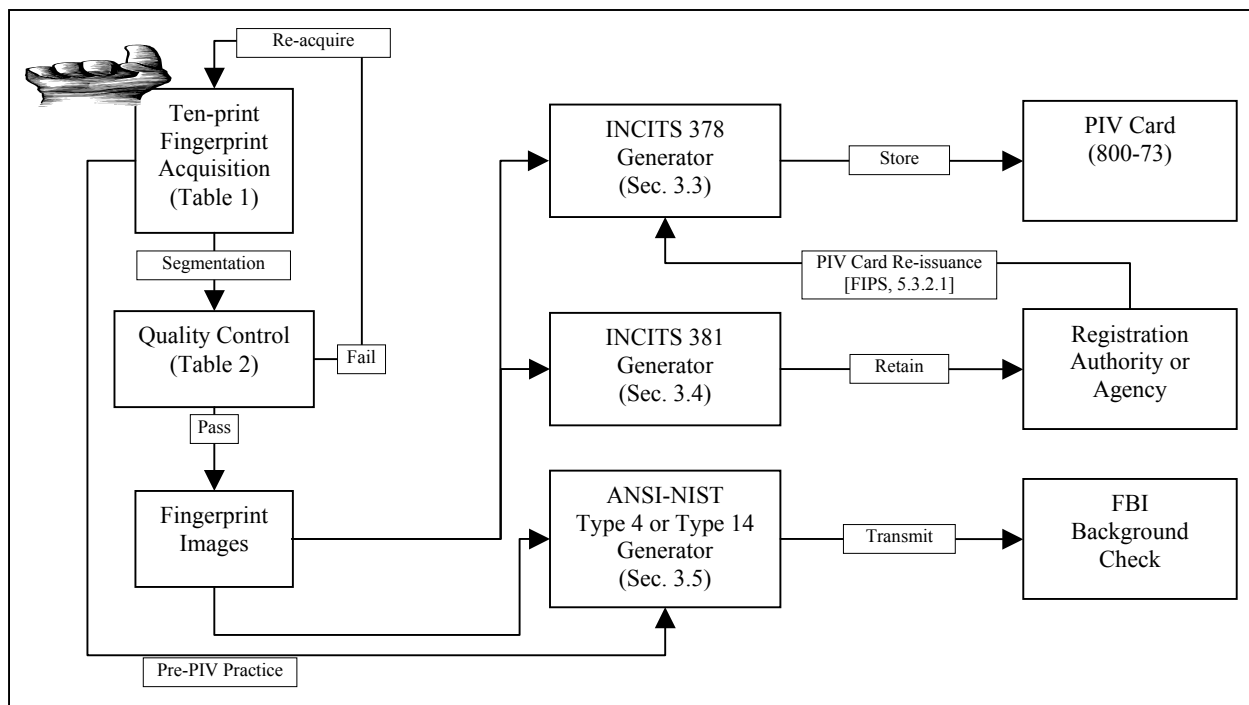 Re-acquire
Ten-print
Fingerprint
Acquisition
(Table 1)
Segmentation
Quality Control
(Table 2)
Fail
Pass
Fingerprint
Images
Pre-PIV Practice
INCITS 378
Generator
(Sec. 3.3)
Store
PIV Card
(800-73)
PIV Card Re-issuance
[FIPS, 5.3.2.1]
INCITS 381
Generator
(Sec. 3.4)
Retain
Registration
Authority or
Agency
ANSI-NIST
Type 4 or Type 14
Generator
(Sec. 3.5)
Transmit
FBI
Background
Check